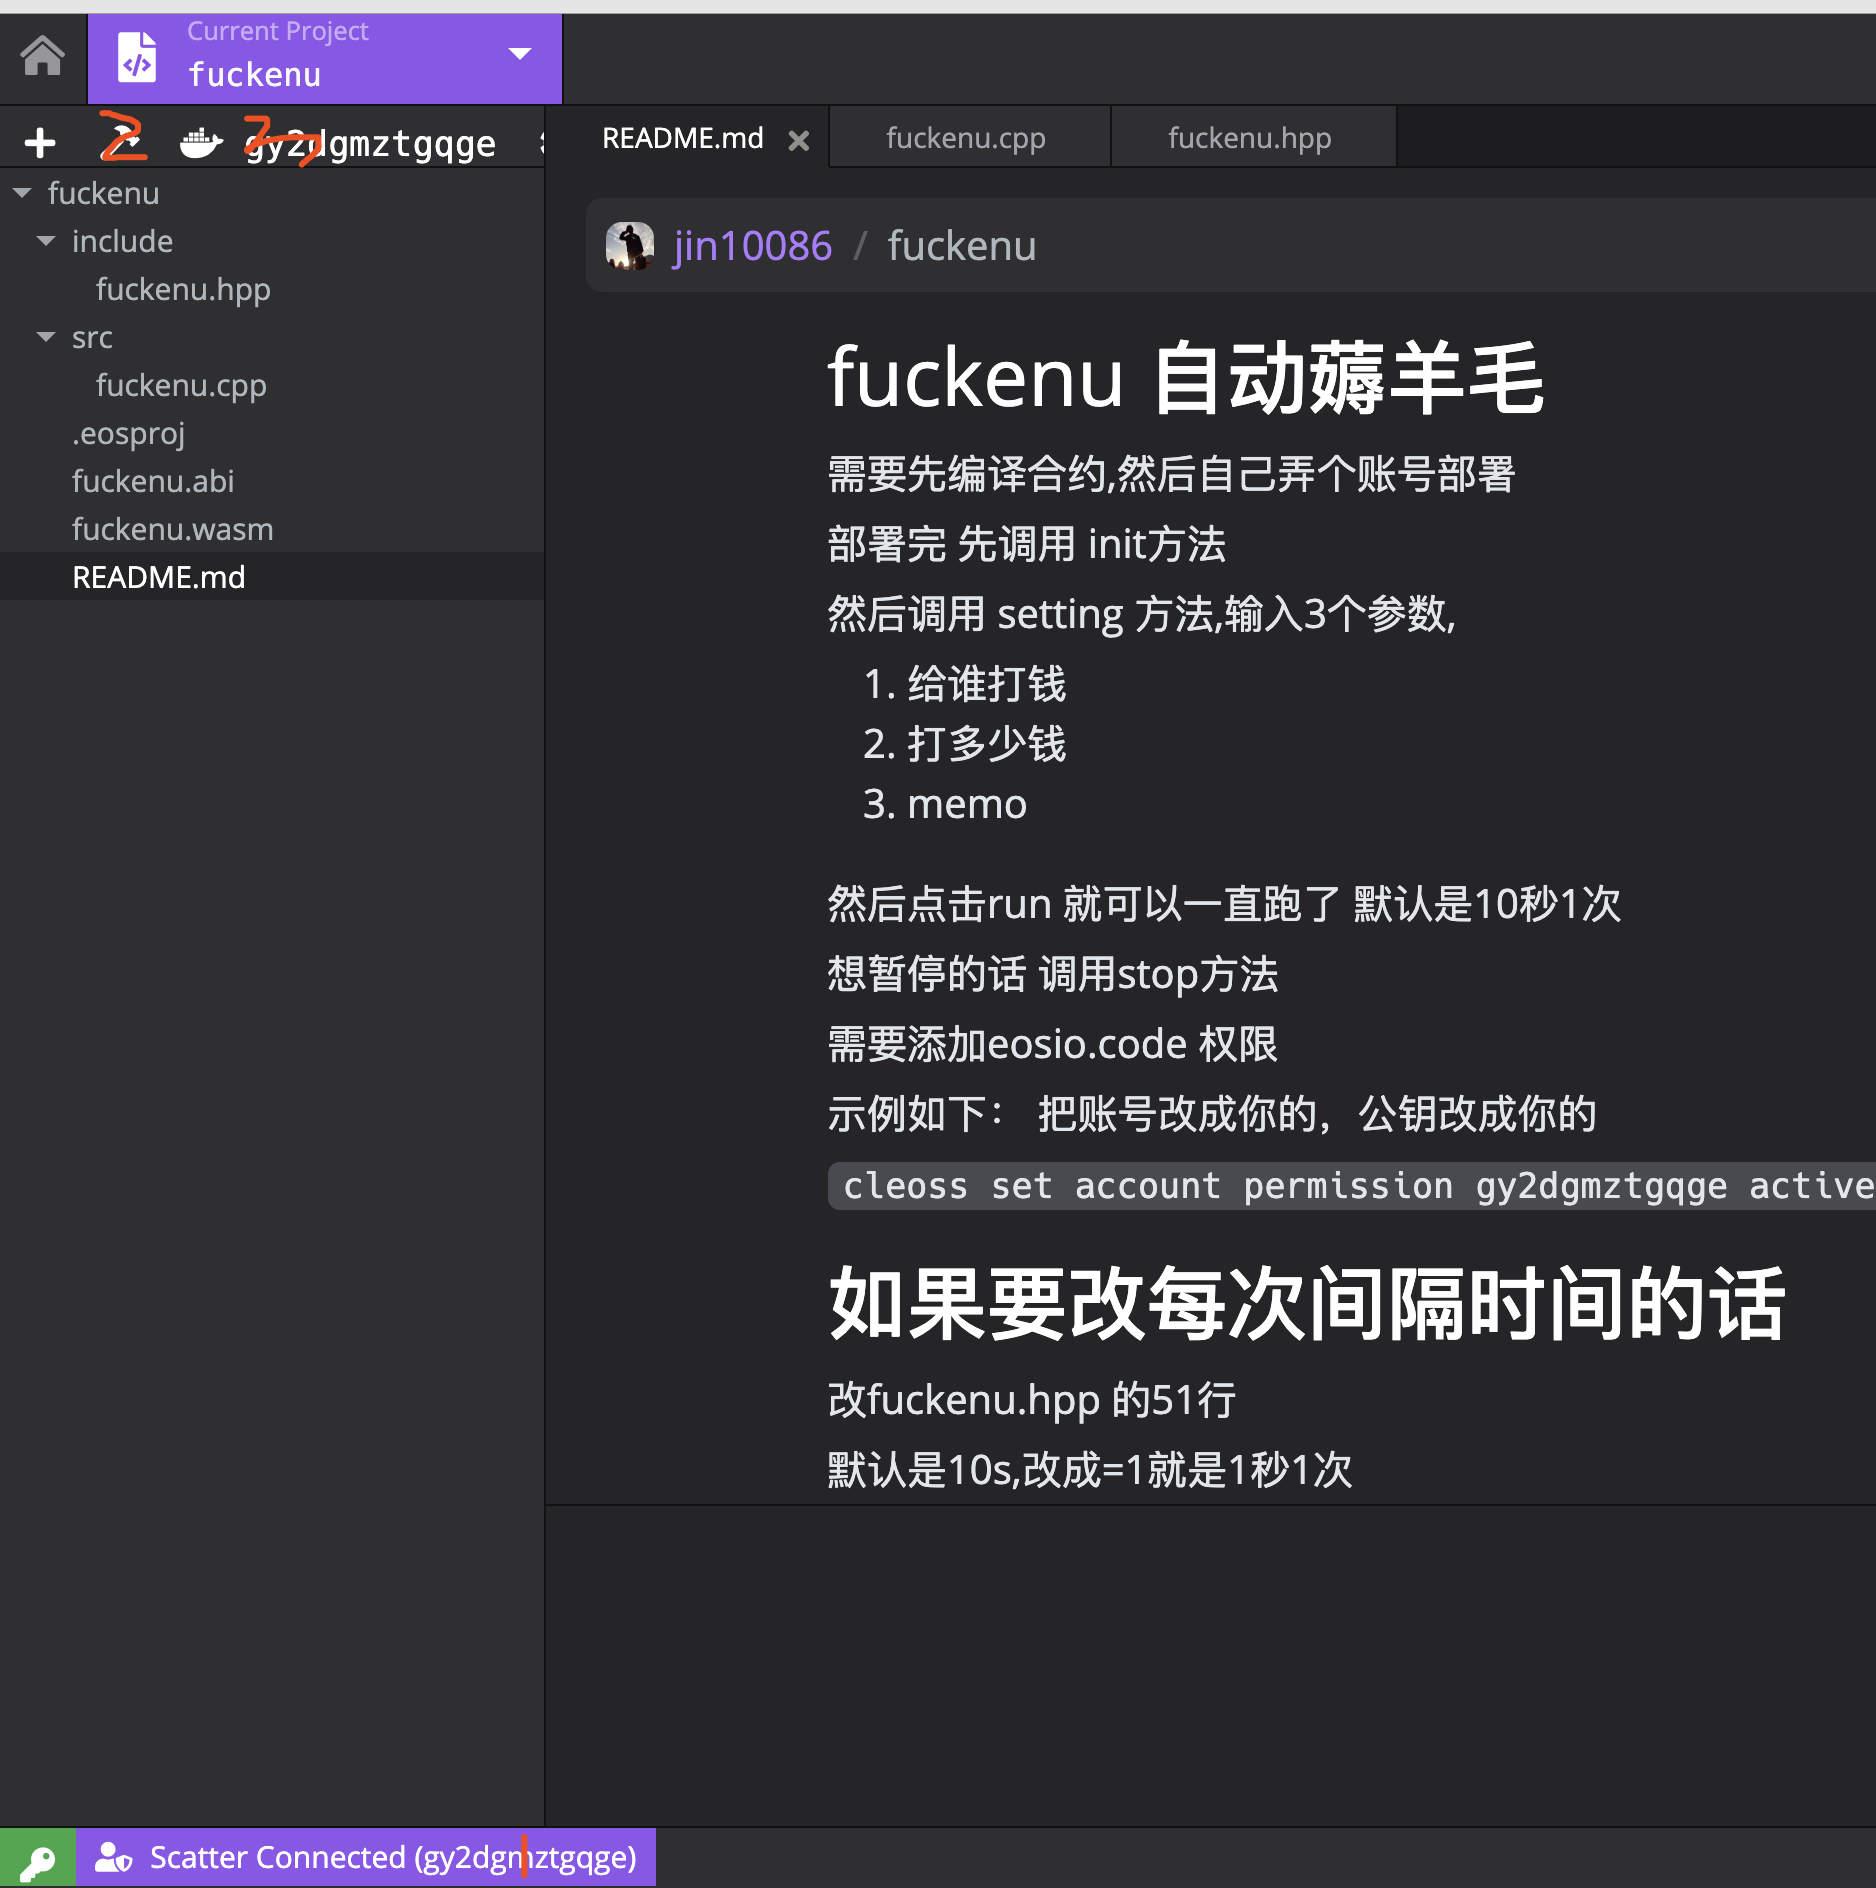 Current Project
fuckenu
2
gy2dgmztgqge
README.md
fuckenu.cpp
fuckenu.hpp
fuckenu
include
fuckenu.hpp
src
fuckenu.cpp
.eosproj
fuckenu.abi
fuckenu.wasm
README.md
jin10086 / fuckenu
fuckenu 自动薅羊毛
需要先编译合约,然后自己弄个账号部署
部署完 先调用 init方法
然后调用 setting 方法,输入3个参数,
1. 给谁打钱
2. 打多少钱
3. memo
然后点击run 就可以一直跑了 默认是10秒1次
想暂停的话 调用stop方法
需要添加eosio.code 权限
示例如下： 把账号改成你的，公钥改成你的
cleoss set account permission gy2dgmztgqge active
如果要改每次间隔时间的话
改fuckenu.hpp 的51行
默认是10s,改成=1就是1秒1次
Scatter Connected (gy2dgmztgqge)